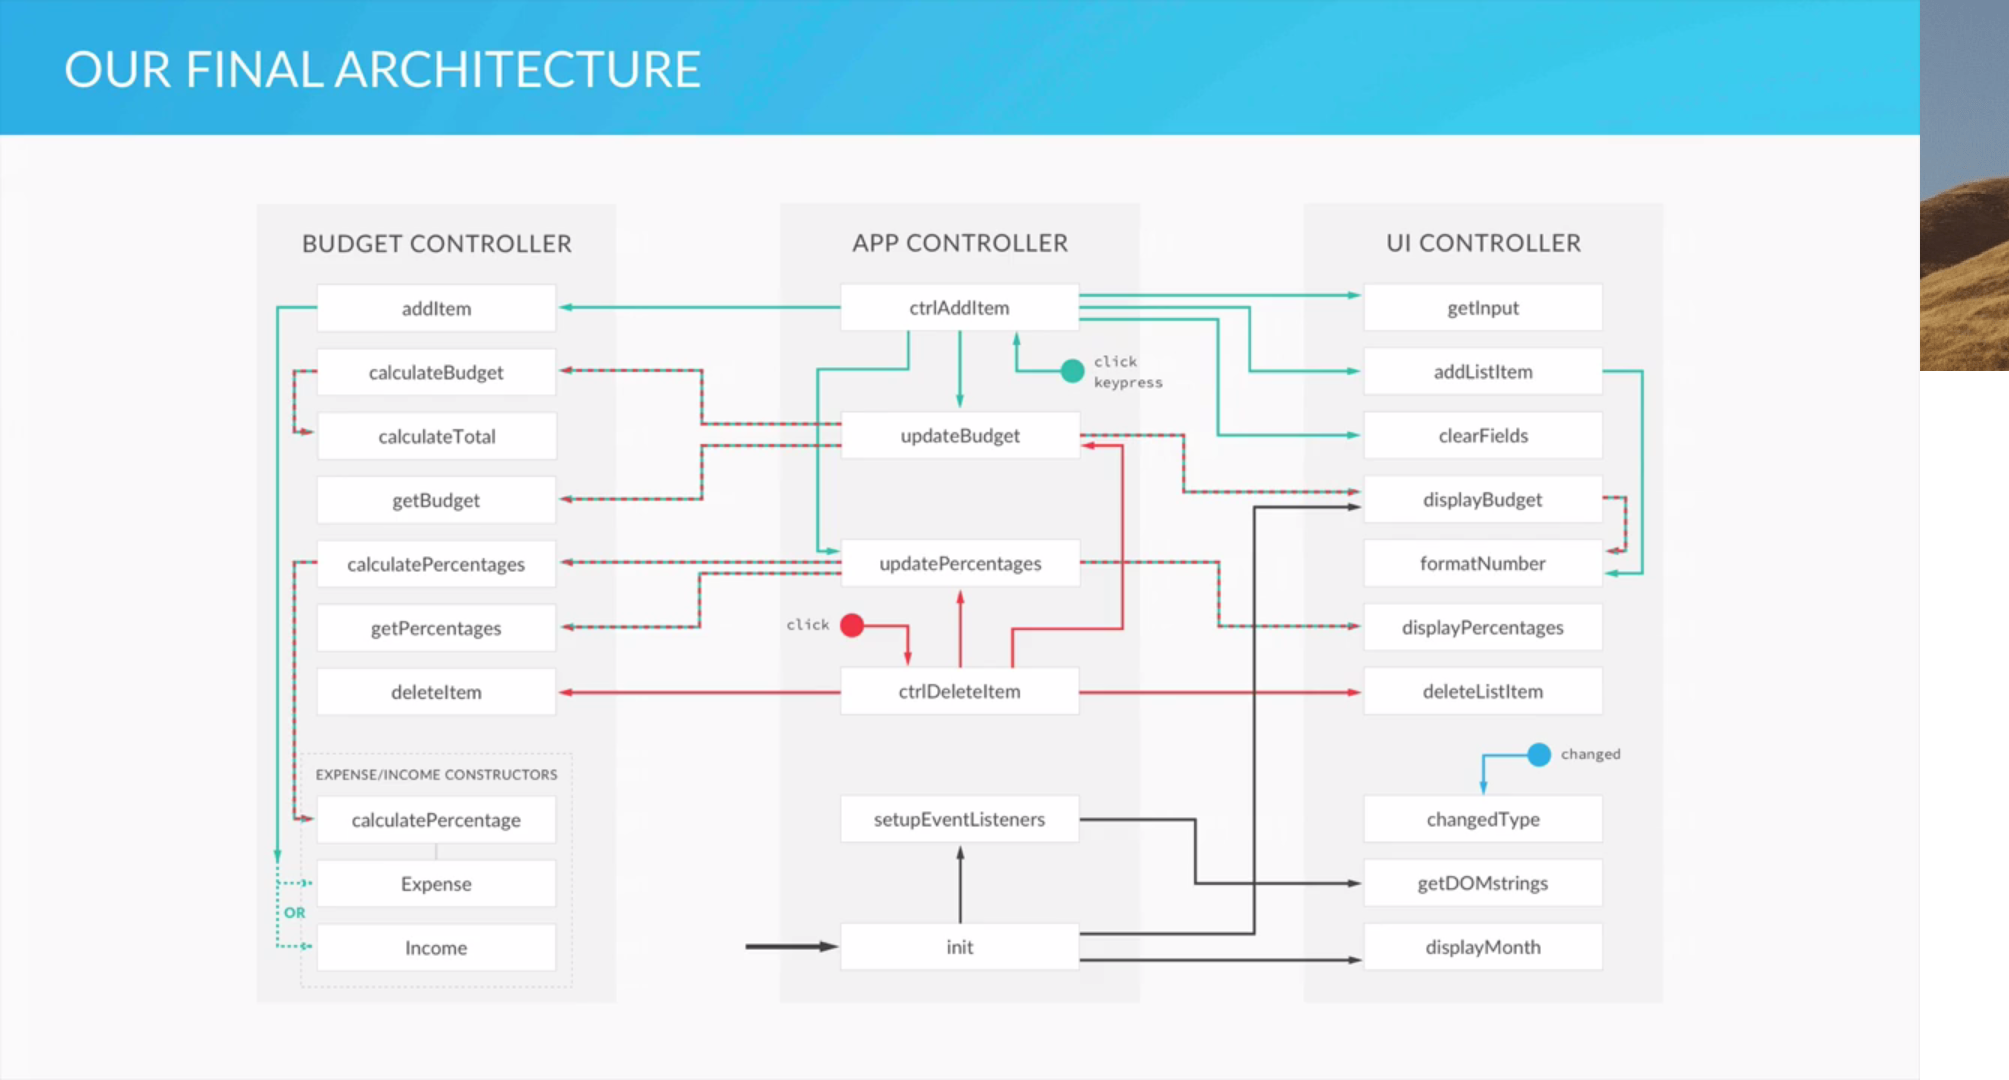 OUR FINAL ARCHITECTURE
BUDGET CONTROLLER
addItem
calculateBudget
calculateTotal
getBudget
calculatePercentages
getPercentages
deleteItem
EXPENSE/INCOME CONSTRUCTORS
calculatePercentage
Expense
OR
Income
APP CONTROLLER
ctrlAddItem
click
keypress
updateBudget
updatePercentages
click
ctrlDeleteItem
setupEventListeners
init
UI CONTROLLER
getInput
addListItem
clearFields
displayBudget
formatNumber
displayPercentages
deleteListItem
changed
changedType
getDOMstrings
displayMonth